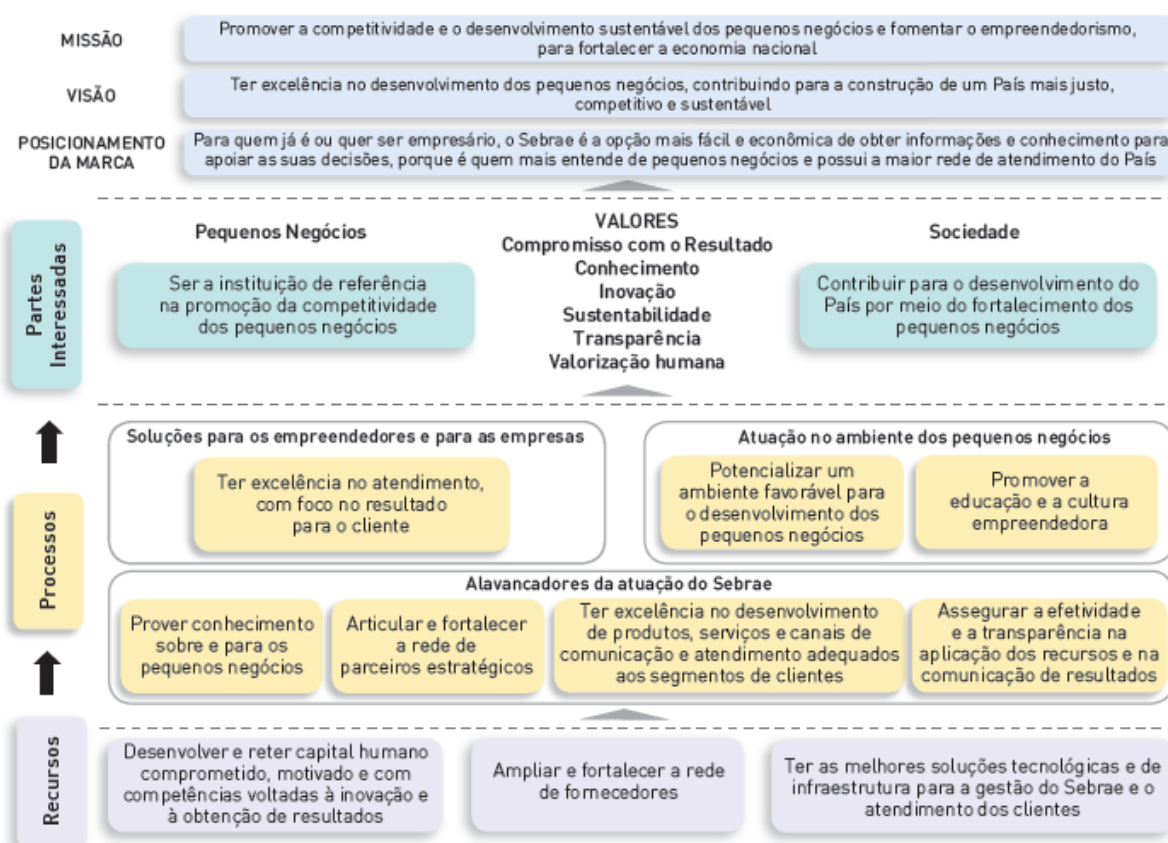 MISSÃO
Promover a competitividade e o desenvolvimento sustentável dos pequenos negócios e fomentar o empreendedorismo,
para fortalecer a economia nacional
VISÃO
Ter excelência no desenvolvimento dos pequenos negócios, contribuindo para a construção de um País mais justo,
competitivo e sustentável
POSICIONAMENTO
DA MARCA
Para quem já é ou quer ser empresário, o Sebrae é a opção mais fácil e econômica de obter informações e conhecimento para
apoiar as suas decisões, porque é quem mais entende de pequenos negócios e possui a maior rede de atendimento do País
Partes
Interessadas
Pequenos Negócios
Ser a instituição de referência
na promoção da competitividade
dos pequenos negócios
VALORES
Compromisso com o Resultado
Conhecimento
Inovação
Sustentabilidade
Transparência
Valorização humana
Sociedade
Contribuir para o desenvolvimento do
País por meio do fortalecimento dos
pequenos negócios
Processos
Soluções para os empreendedores e para as empresas
Ter excelência no atendimento,
com foco no resultado
para o cliente
Atuação no ambiente dos pequenos negócios
Potencializar um
ambiente favorável para
o desenvolvimento dos
pequenos negócios
Promover a
educação e a cultura
empreendedora
Alavancadores da atuação do Sebrae
Prover conhecimento
sobre e para os
pequenos negócios
Articular e fortalecer
a rede de
parceiros estratégicos
Ter excelência no desenvolvimento
de produtos, serviços e canais de
comunicação e atendimento adequados
aos segmentos de clientes
Assegurar a efetividade
e a transparência na
aplicação dos recursos e na
comunicação de resultados
Recursos
Desenvolver e reter capital humano
comprometido, motivado e com
competências voltadas à inovação e
à obtenção de resultados
Ampliar e fortalecer a rede
de fornecedores
Ter as melhores soluções tecnológicas e de
infraestrutura para a gestão do Sebrae e o
atendimento dos clientes